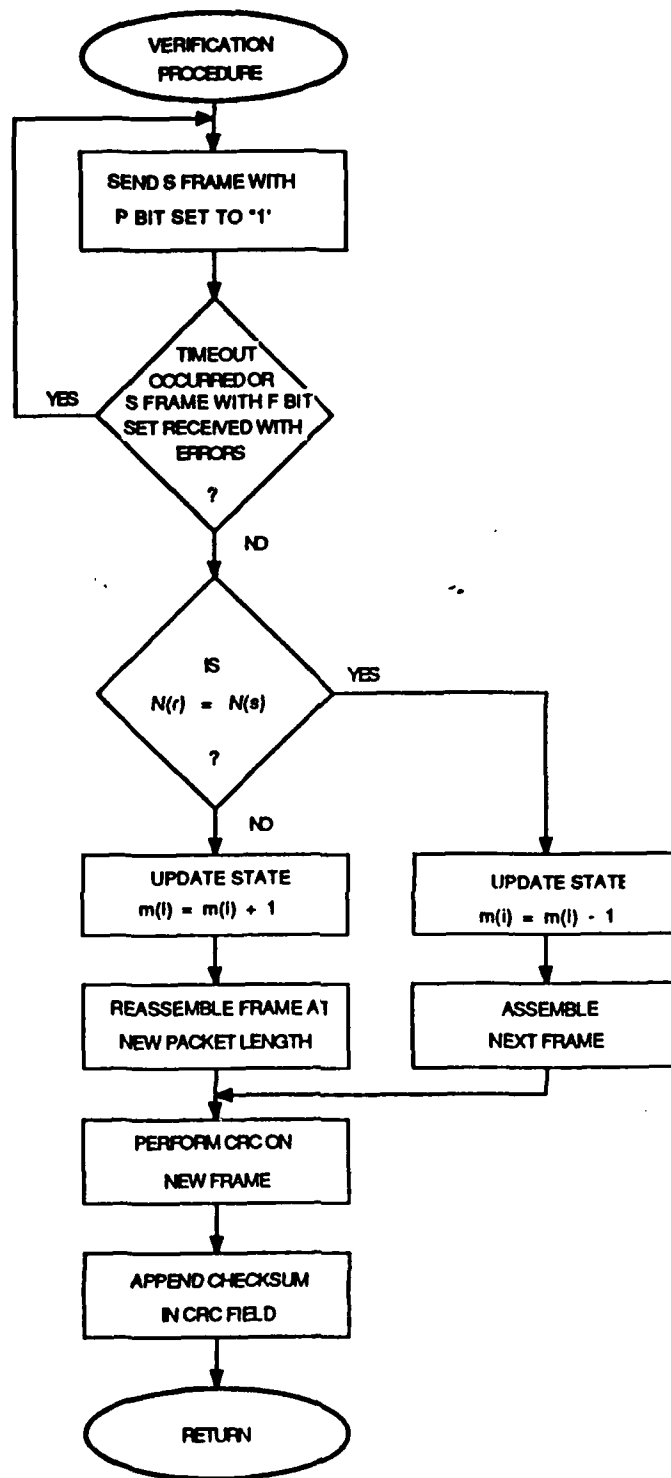 VERIFICATION
PROCEDURE
SEND S FRAME WITH
P BIT SET TO "1'
TIMEOUT
OCCURRED OR
S FRAME WITH F BIT
SET RECEIVED WITH
ERRORS
?
YES
NO
IS
N(r) = N(s)
?
YES
NO
UPDATE STATE
m(i) = m(i) + 1
UPDATE STATE
m(i) = m(i) - 1
REASSEMBLE FRAME AT
NEW PACKET LENGTH
ASSEMBLE
NEXT FRAME
PERFORM CRC ON
NEW FRAME
APPEND CHECKSUM
IN CRC FIELD
RETURN